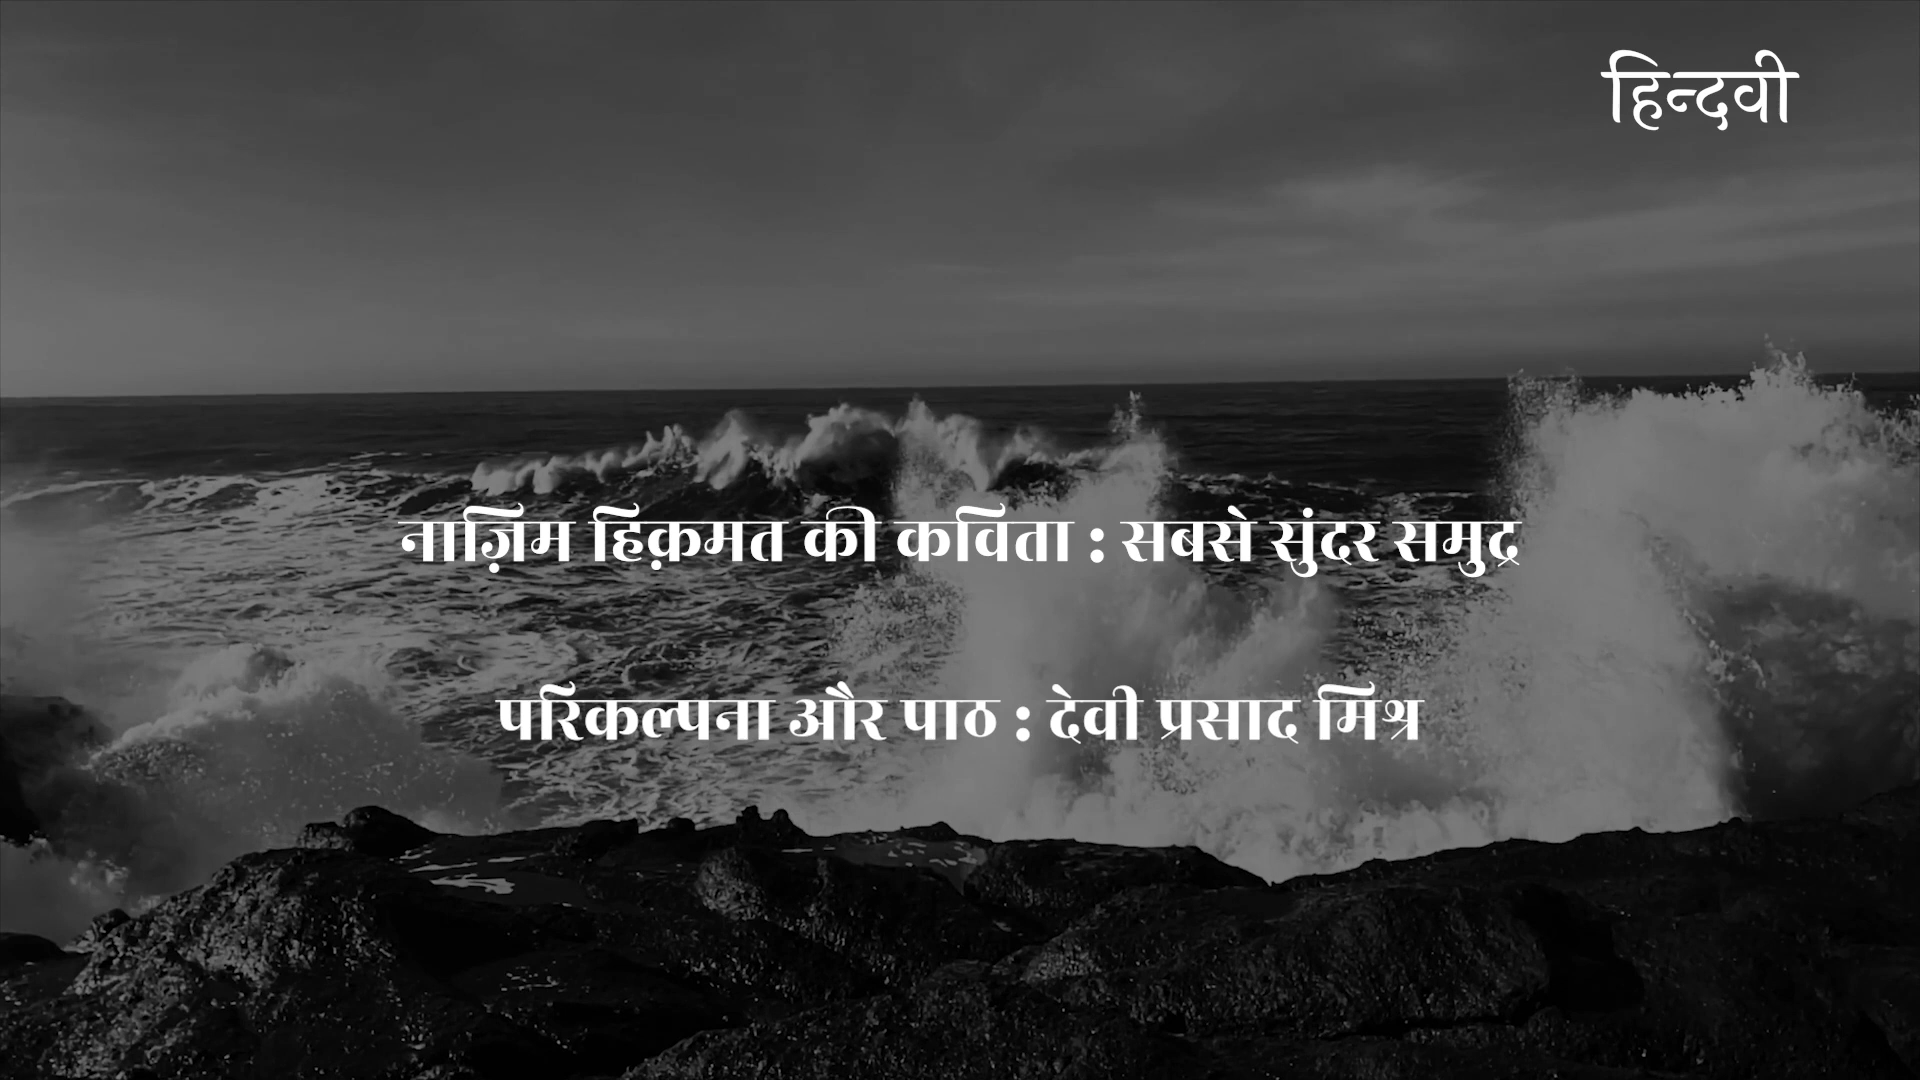 हिन्दवी
नाज़िम हिक़मत की कविता : सबसे सुंदर समुद्र
परिकल्पना और पाठ : देवी प्रसाद मिश्र